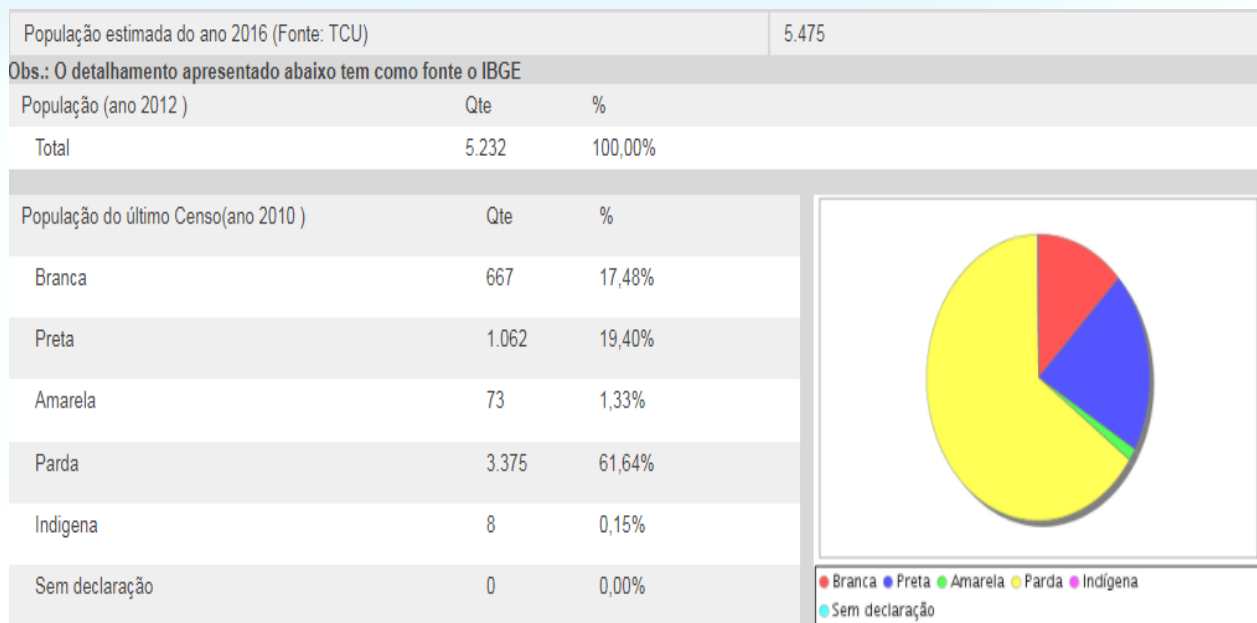 População estimada do ano 2016 (Fonte: TCU) 5.475
Obs.: O detalhamento apresentado abaixo tem como fonte o IBGE
População (ano 2012 ) Qte %
Total 5.232 100,00%
População do último Censo(ano 2010 ) Qte %
Branca 667 17,48%
Preta 1.062 19,40%
Amarela 73 1,33%
Parda 3.375 61,64%
Indigena 8 0,15%
Sem declaração 0 0,00%
Branca Preta Amarela Parda Indígena
Sem declaração